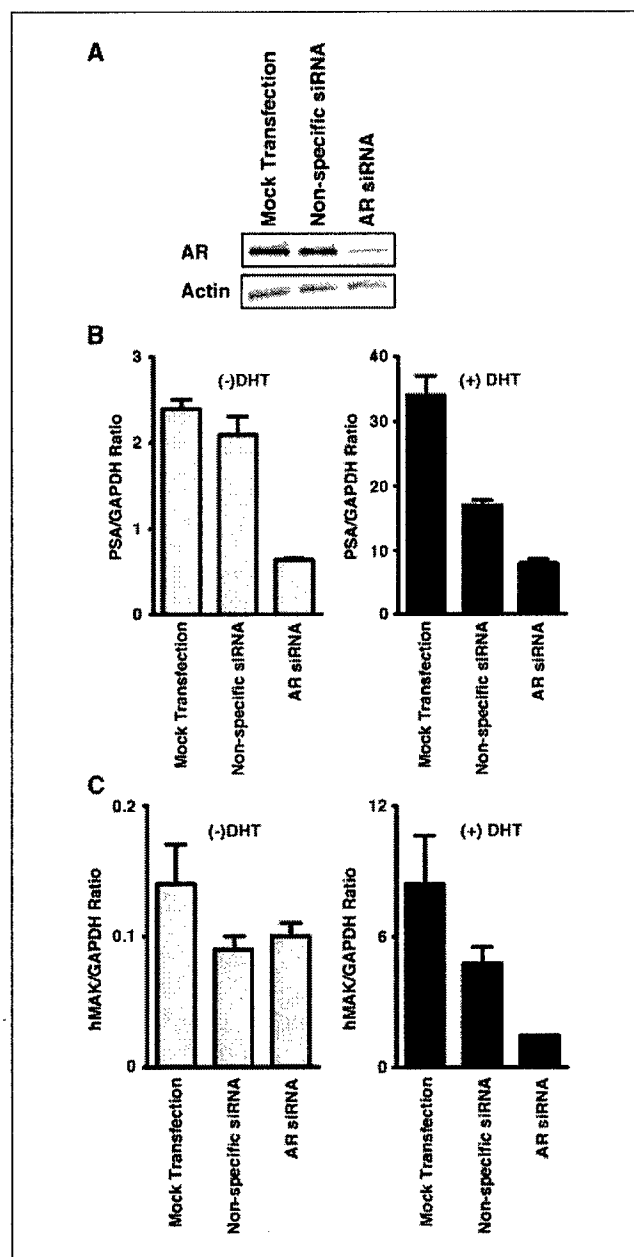 A
Mock Transfection
Non-specific siRNA
AR siRNA
AR
Actin
B
PSA/GAPDH Ratio
3
2
1
0
(-)DHT
Mock Transfection
Non-specific siRNA
AR siRNA
PSA/GAPDH Ratio
40
30
20
10
0
(+) DHT
Mock Transfection
Non-specific siRNA
AR siRNA
C
hMAK/GAPDH Ratio
0.2
0.1
0
(-)DHT
Mock Transfection
Non-specific siRNA
AR siRNA
hMAK/GAPDH Ratio
12
6
0
(+) DHT
Mock Transfection
Non-specific siRNA
AR siRNA